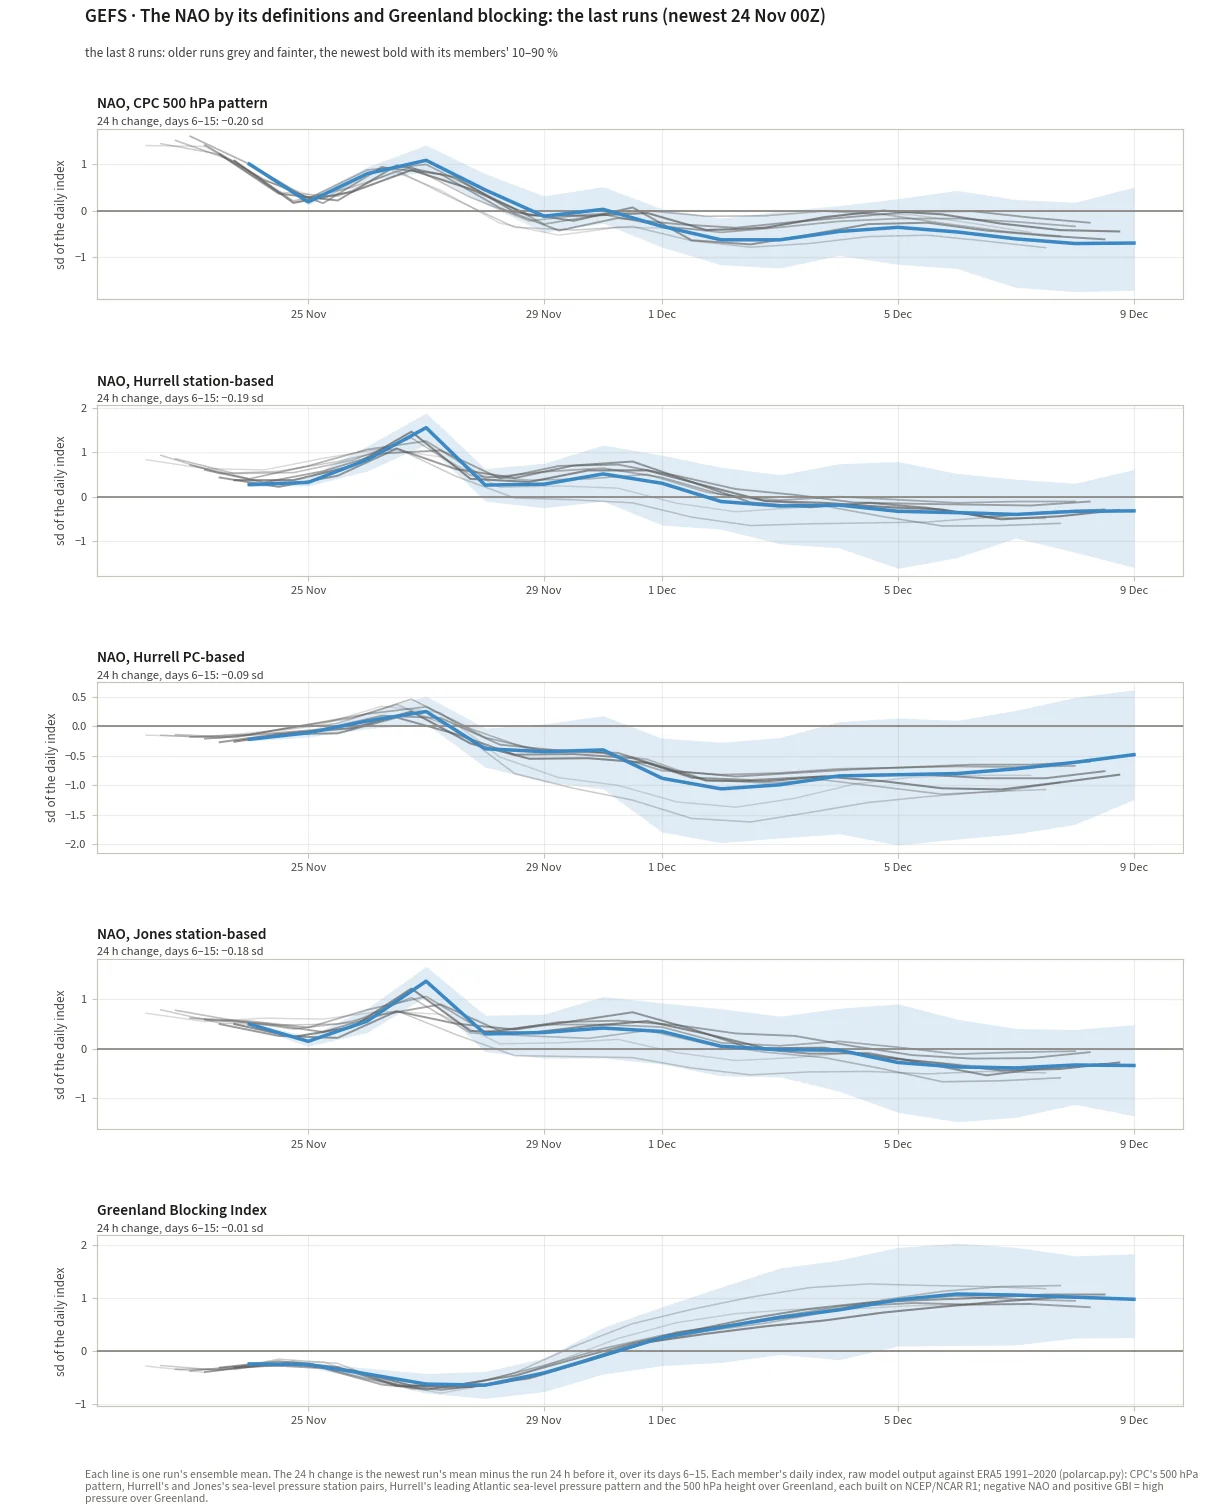 GEFS · The NAO by its definitions and Greenland blocking: the last runs (newest 24 Nov 00Z)
the last 8 runs: older runs grey and fainter, the newest bold with its members' 10–90 %
NAO, CPC 500 hPa pattern
24 h change, days 6–15: −0.20 sd
sd of the daily index
1
0
−1
25 Nov
29 Nov
1 Dec
5 Dec
9 Dec
NAO, Hurrell station-based
24 h change, days 6–15: −0.19 sd
sd of the daily index
2
1
0
−1
25 Nov
29 Nov
1 Dec
5 Dec
9 Dec
NAO, Hurrell PC-based
24 h change, days 6–15: −0.09 sd
sd of the daily index
0.5
0.0
−0.5
−1.0
−1.5
−2.0
25 Nov
29 Nov
1 Dec
5 Dec
9 Dec
NAO, Jones station-based
24 h change, days 6–15: −0.18 sd
sd of the daily index
1
0
−1
25 Nov
29 Nov
1 Dec
5 Dec
9 Dec
Greenland Blocking Index
24 h change, days 6–15: −0.01 sd
sd of the daily index
2
1
0
−1
25 Nov
29 Nov
1 Dec
5 Dec
9 Dec
Each line is one run's ensemble mean. The 24 h change is the newest run's mean minus the run 24 h before it, over its days 6–15. Each member's daily index, raw model output against ERA5 1991–2020 (polarcap.py): CPC's 500 hPa
pattern, Hurrell's and Jones's sea-level pressure station pairs, Hurrell's leading Atlantic sea-level pressure pattern and the 500 hPa height over Greenland, each built on NCEP/NCAR R1; negative NAO and positive GBI = high
pressure over Greenland.